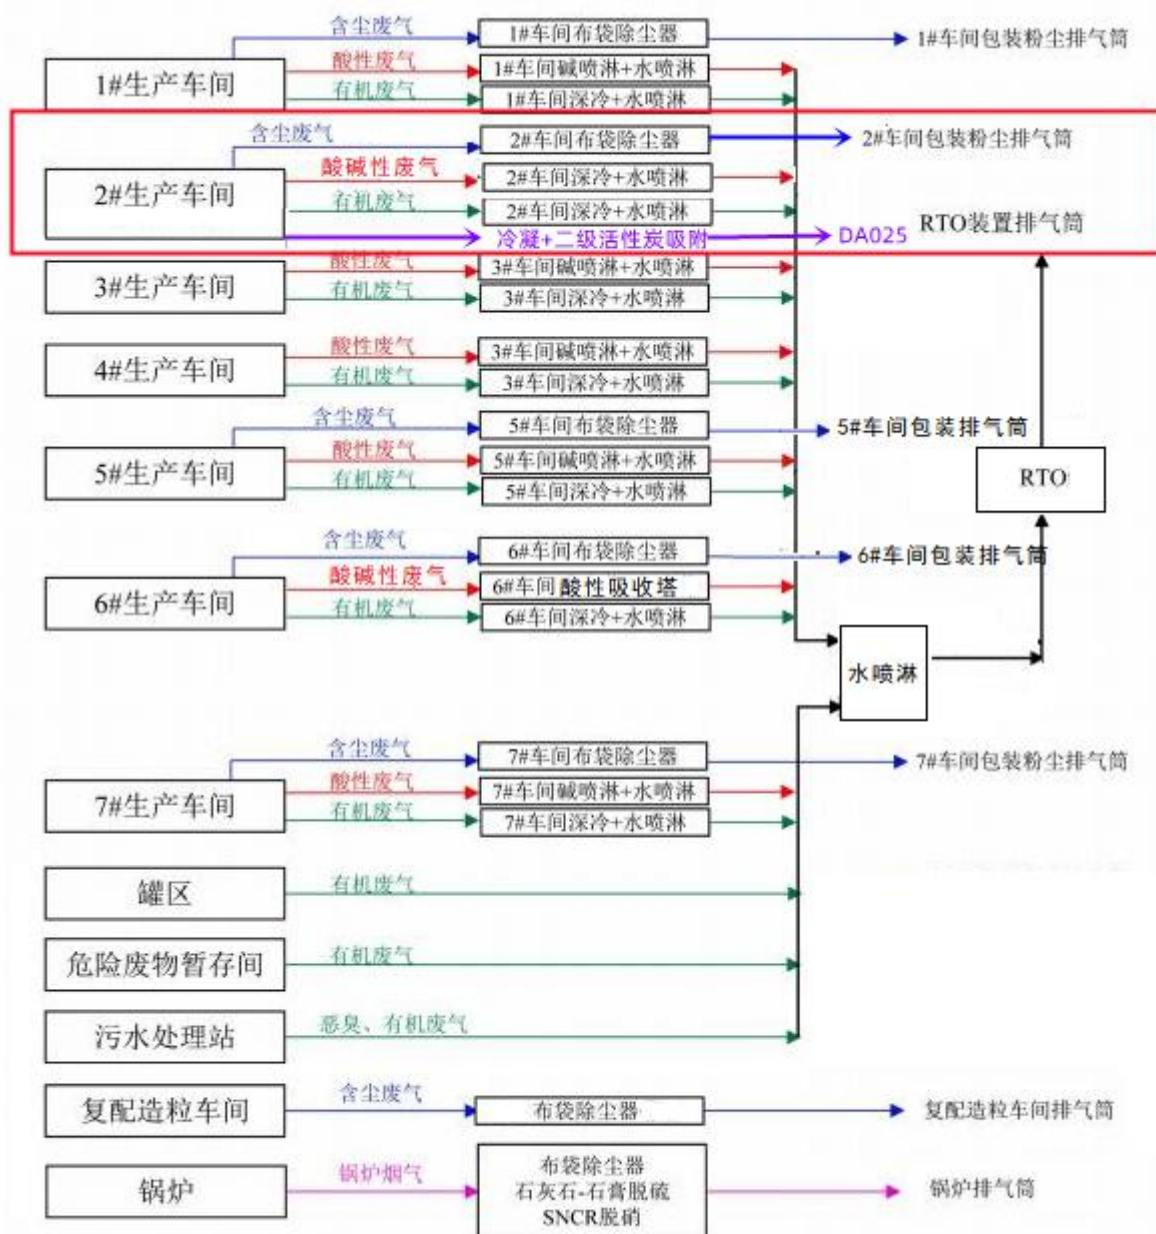 含尘废气
1#车间布袋除尘器
1#车间包装粉尘排气筒
1#生产车间
酸性废气
1#车间碱喷淋+水喷淋
有机废气
1#车间深冷+水喷淋
含尘废气
2#车间布袋除尘器
2#车间包装粉尘排气筒
2#生产车间
酸碱性废气
2#车间深冷+水喷淋
有机废气
2#车间深冷+水喷淋
RTO装置排气筒
冷凝+二级活性炭吸附
DA025
3#生产车间
酸性废气
3#车间碱喷淋+水喷淋
有机废气
3#车间深冷+水喷淋
4#生产车间
酸性废气
3#车间碱喷淋+水喷淋
有机废气
3#车间深冷+水喷淋
含尘废气
5#车间布袋除尘器
5#车间包装排气筒
5#生产车间
酸性废气
5#车间碱喷淋+水喷淋
有机废气
5#车间深冷+水喷淋
RTO
含尘废气
6#车间布袋除尘器
6#车间包装排气筒
6#生产车间
酸碱性废气
6#车间酸性吸收塔
有机废气
6#车间深冷+水喷淋
水喷淋
含尘废气
7#车间布袋除尘器
7#车间包装粉尘排气筒
7#生产车间
酸性废气
7#车间碱喷淋+水喷淋
有机废气
7#车间深冷+水喷淋
罐区
有机废气
危险废物暂存间
有机废气
污水处理站
恶臭、有机废气
复配造粒车间
含尘废气
布袋除尘器
复配造粒车间排气筒
锅炉
锅炉烟气
布袋除尘器
石灰石-石膏脱硫
SNCR脱硝
锅炉排气筒